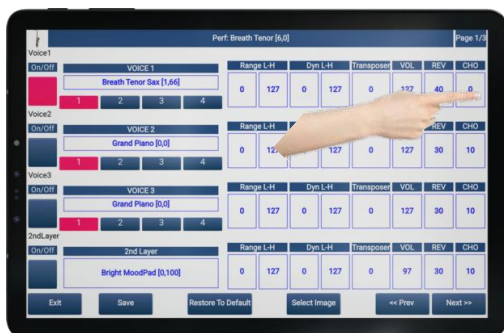 Perf: Breath Tenor [6,0] Page 1/3
Voice1
On/Off VOICE 1 Range L-H Dyn L-H Transposer VOL REV CHO
Breath Tenor Sax [1,66] 0 127 0 127 0 127 40 0
1 2 3 4
Voice2
On/Off VOICE 2 Range L-H Dyn L-H CHO
Grand Piano [0,0] 0 127 127 0 127 30 10
1 2 3 4
Voice3
On/Off VOICE 3 Range L-H Dyn L-H Transposer VOL REV CHO
Grand Piano [0,0] 0 127 0 127 0 127 30 10
1 2 3 4
2ndLayer
On/Off 2nd Layer Range L-H Dyn L-H Transposer VOL REV CHO
Bright MoodPad [0,100] 0 127 0 127 0 97 30 10
Exit Save Restore To Default Select Image << Prev Next >>